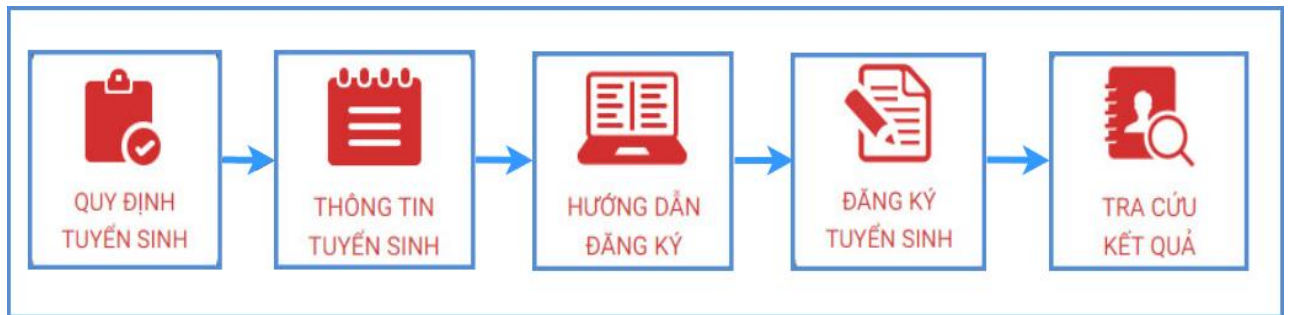 QUY ĐỊNH
TUYỂN SINH
THÔNG TIN
TUYỂN SINH
HƯỚNG DẪN
ĐĂNG KÝ
ĐĂNG KÝ
TUYỂN SINH
TRA CỨU
KẾT QUẢ